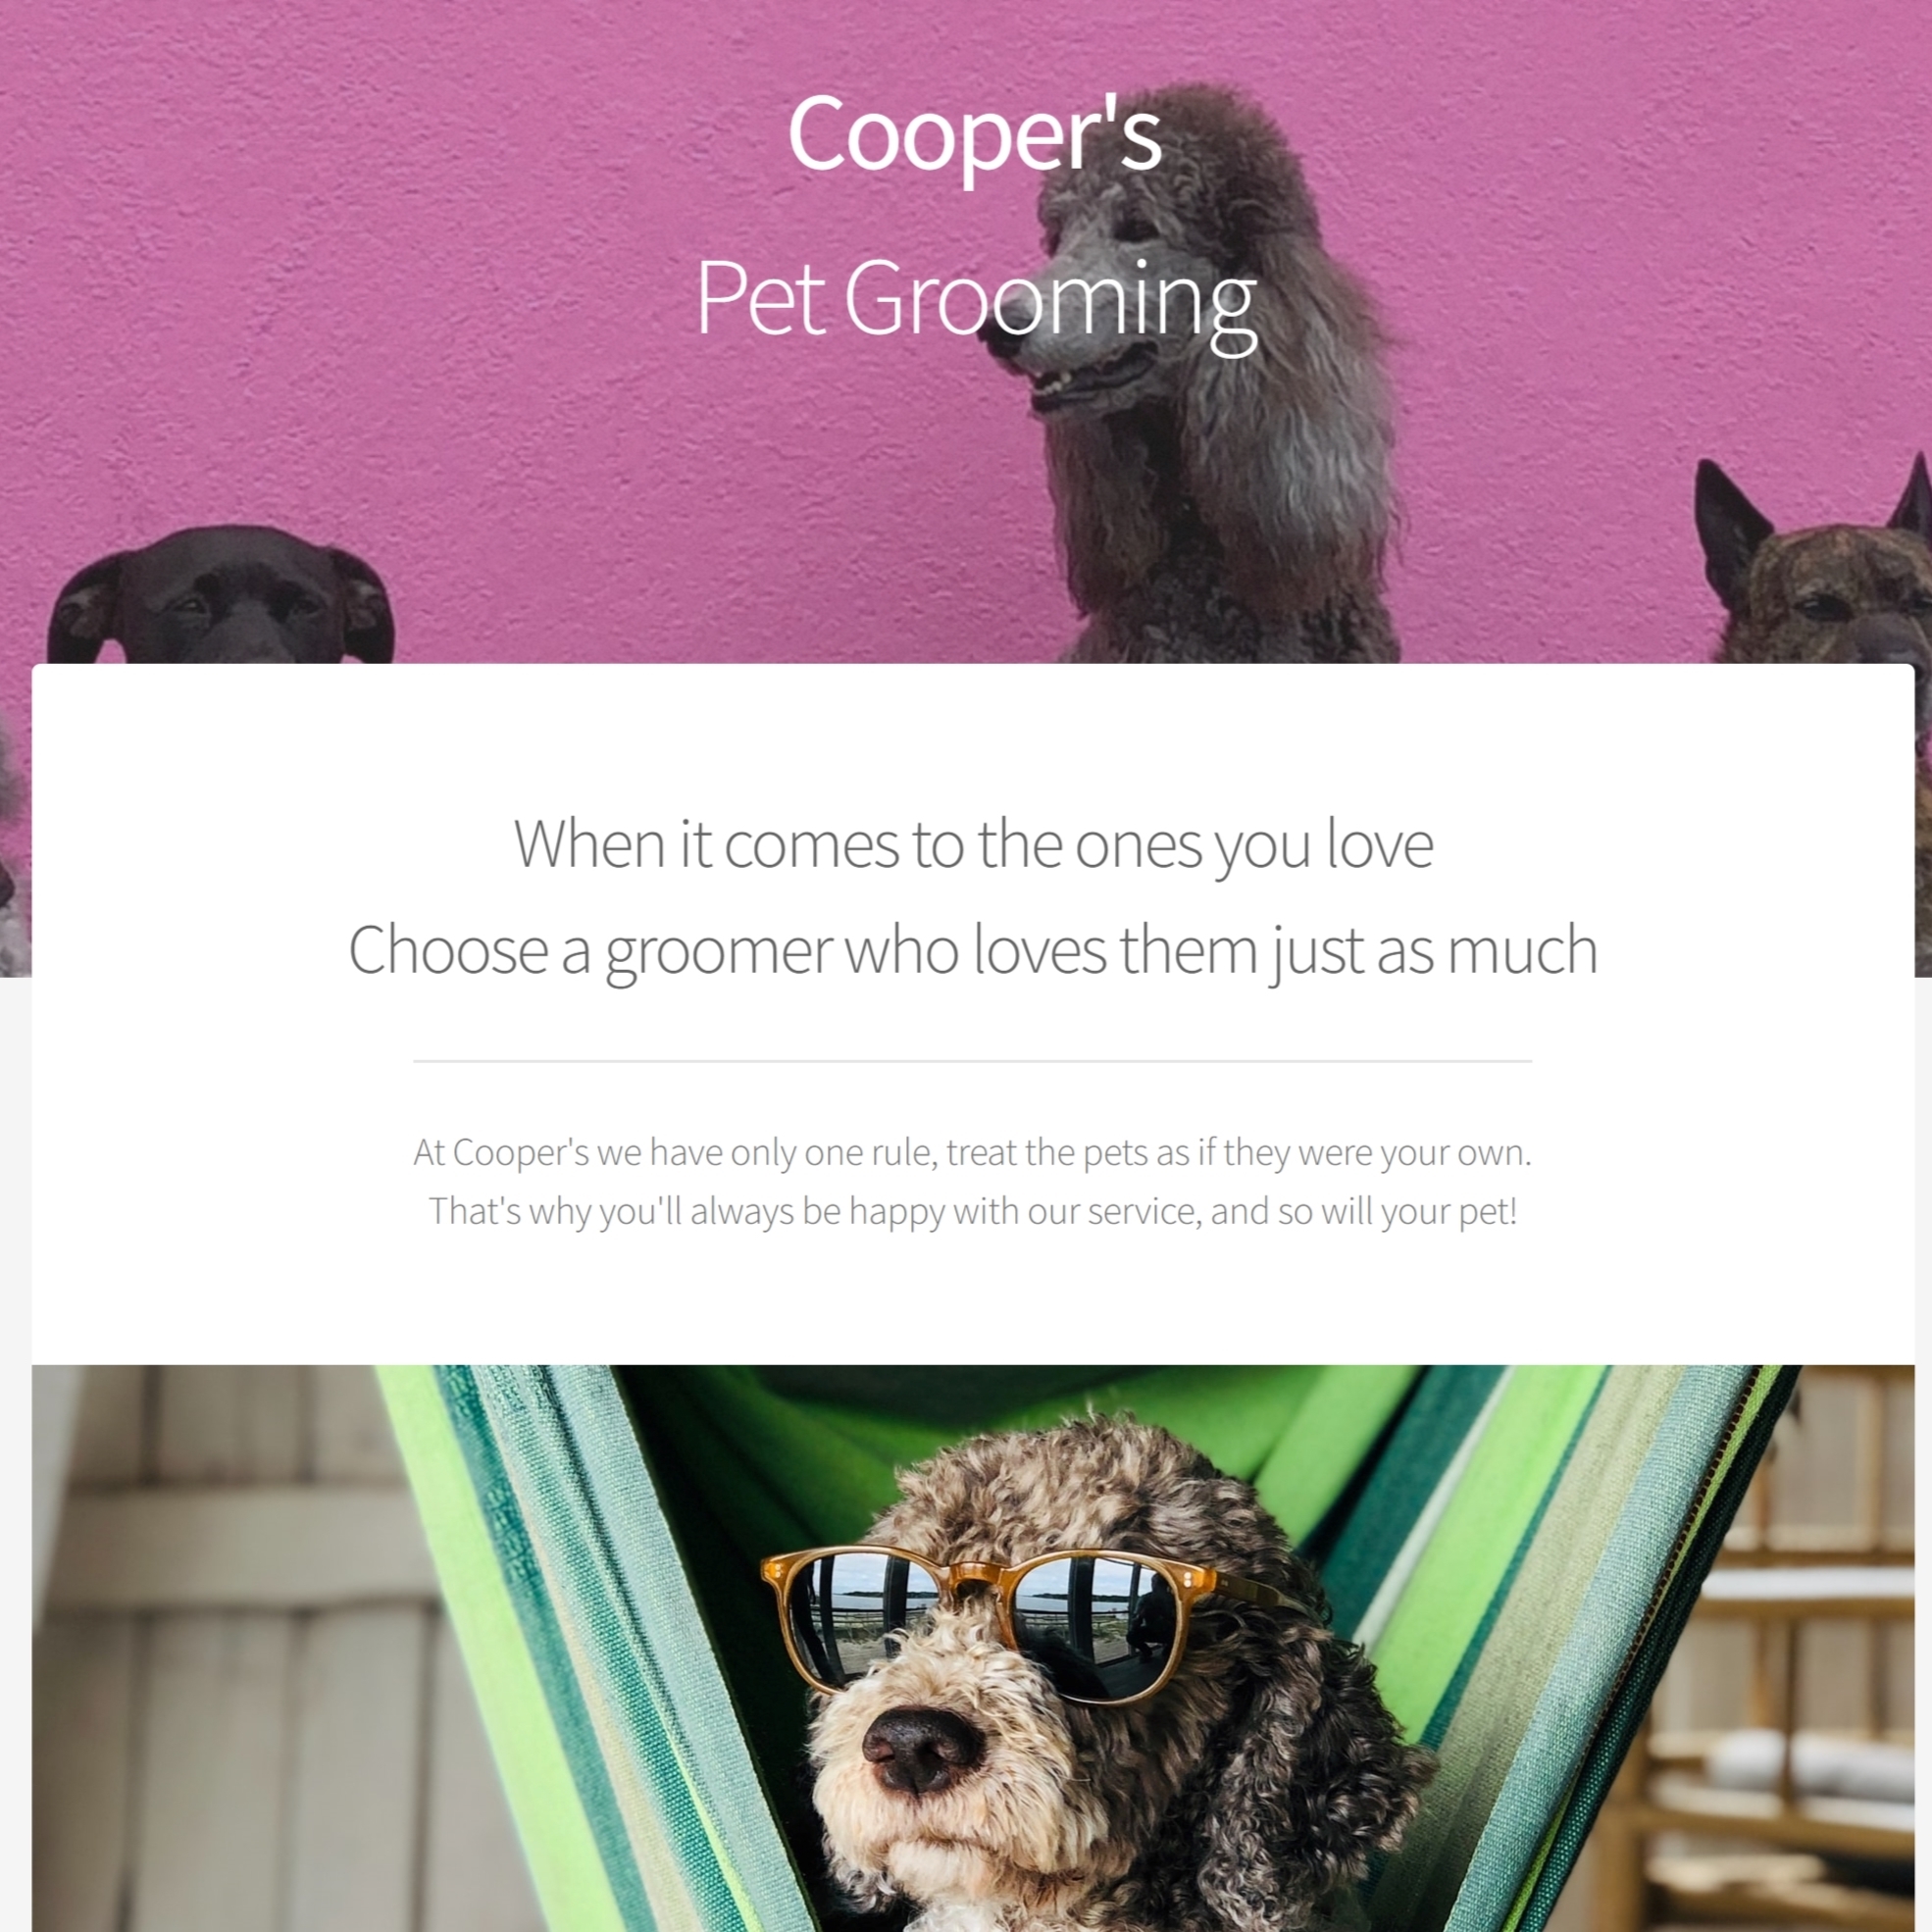 Cooper's
Pet Grooming
When it comes to the ones you love
Choose a groomer who loves them just as much
At Cooper's we have only one rule, treat the pets as if they were your own.
That's why you'll always be happy with our service, and so will your pet!